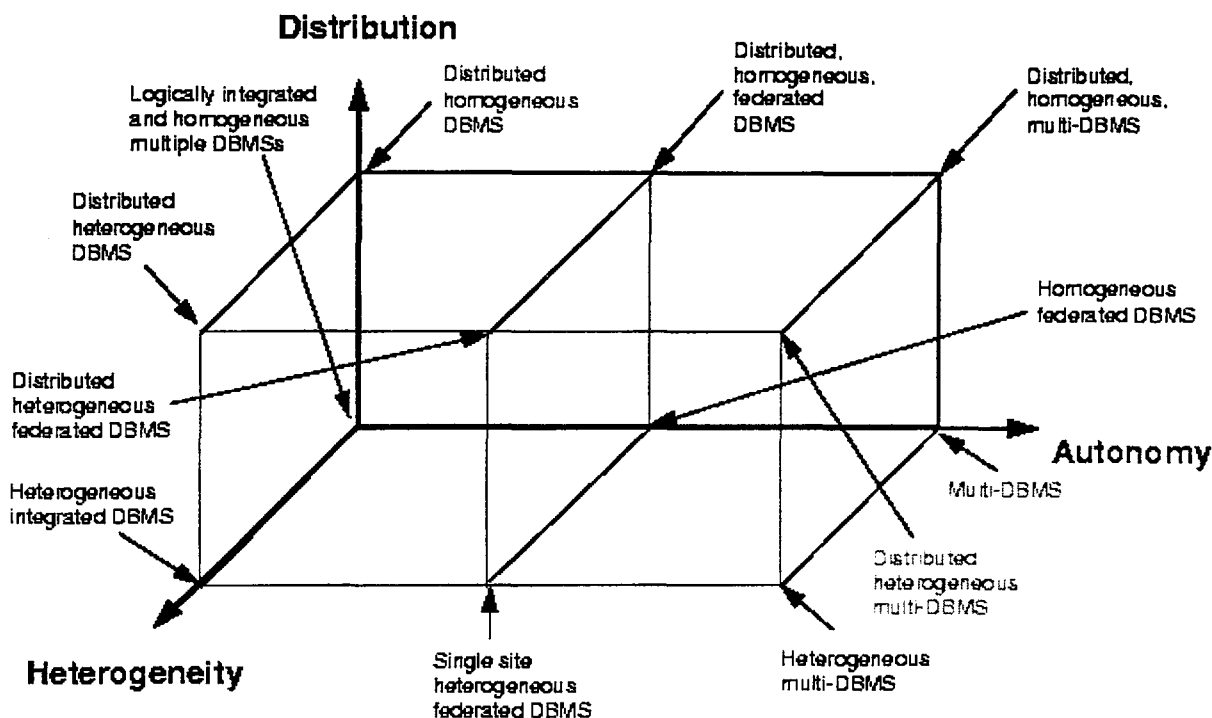 Distribution
Logically integrated
and homogeneous
multiple DBMSs
Distributed
homogeneous
DBMS
Distributed,
homogeneous,
federated
DBMS
Distributed,
homogeneous,
multi-DBMS
Distributed
heterogeneous
DBMS
Homogeneous
federated DBMS
Distributed
heterogeneous
federated DBMS
Autonomy
Multi-DBMS
Heterogeneous
integrated DBMS
Distributed
heterogeneous
multi-DBMS
Heterogeneity
Single site
heterogeneous
federated DBMS
Heterogeneous
multi-DBMS